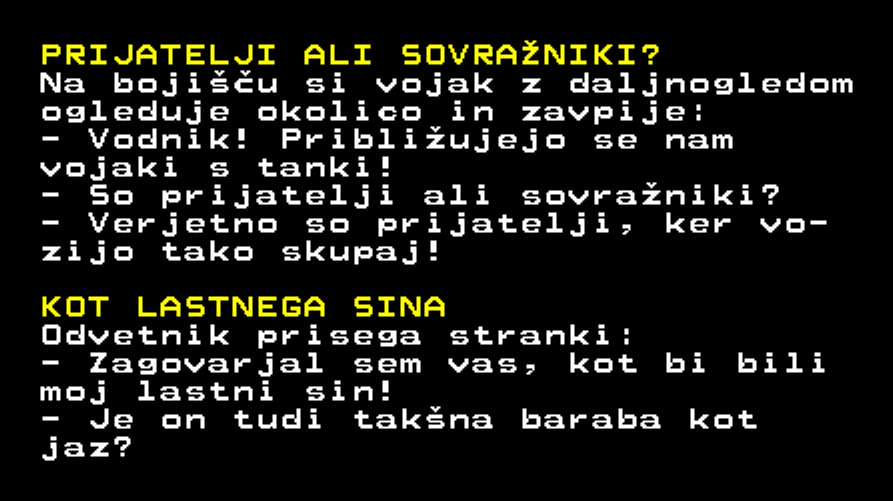 PRIJATELJI ALI SOVRAŽNIKI?
Na bojišču si vojak z daljnogledom
ogleduje okolico in zavpije:
- Vodnik! Približujejo se nam
vojaki s tanki!
- So prijatelji ali sovražniki?
- Verjetno so prijatelji, ker vo-
zijo tako skupaj!
KOT LASTNEGA SINA
Odvetnik prisega stranki:
- Zagovarjal sem vas, kot bi bili
moj lastni sin!
- Je on tudi takšna baraba kot
jaz?